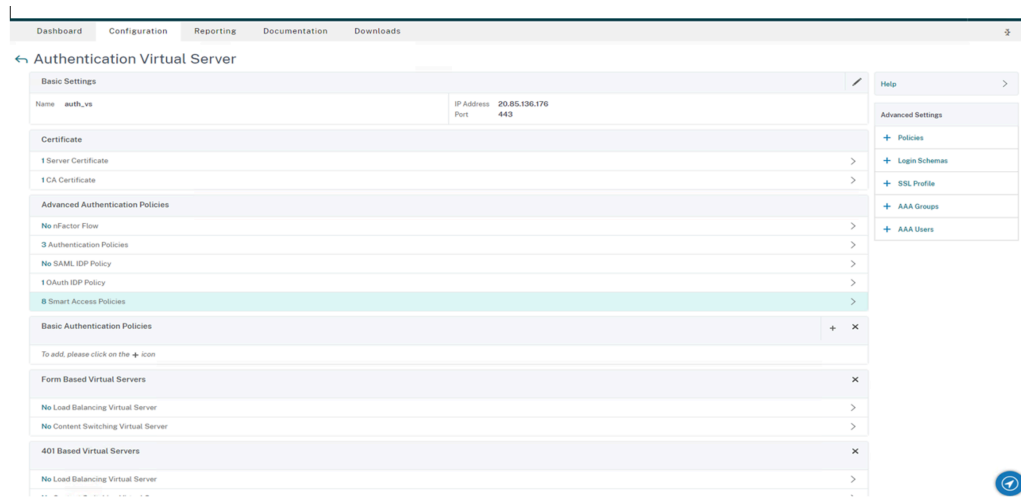 Dashboard Configuration Reporting Documentation Downloads
Authentication Virtual Server
Basic Settings
Name auth_vs
IP Address 20.85.136.176
Port 443
Certificate
1 Server Certificate
1 CA Certificate
Advanced Authentication Policies
No nFactor Flow
3 Authentication Policies
No SAML IDP Policy
1 OAuth IDP Policy
8 Smart Access Policies
Basic Authentication Policies
To add, please click on the + icon
Form Based Virtual Servers
No Load Balancing Virtual Server
No Content Switching Virtual Server
401 Based Virtual Servers
No Load Balancing Virtual Server
Help
Advanced Settings
+ Policies
+ Login Schemas
+ SSL Profile
+ AAA Groups
+ AAA Users